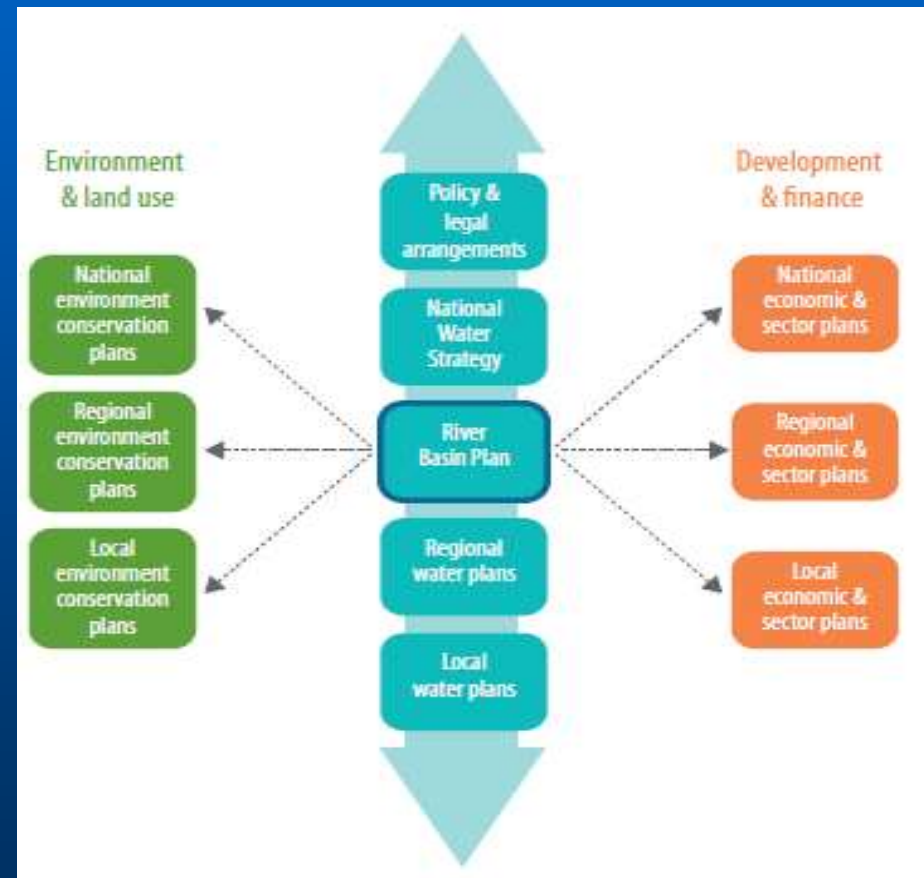 Environment
& land use
National
environment
conservation
plans
Regional
environment
conservation
plans
Local
environment
conservation
plans
Policy &
legal
arrangements
National
Water
Strategy
River
Basin Plan
Regional
water plans
Local
water plans
Development
& finance
National
economic &
sector plans
Regional
economic &
sector plans
Local
economic &
sector plans